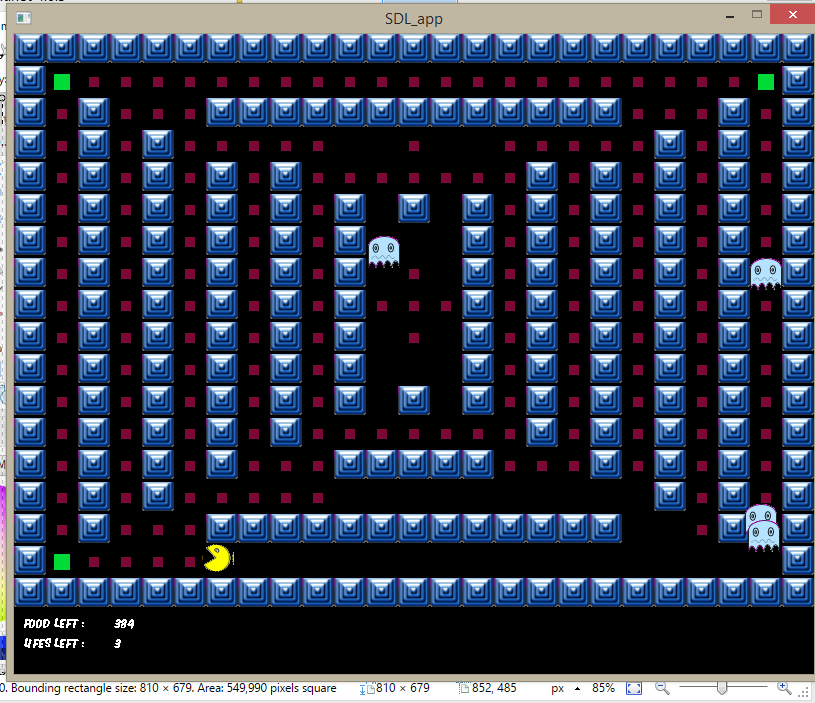 SDL_app
FOOD LEFT : 384
LIFES LEFT : 3
0. Bounding rectangle size: 810 × 679. Area: 549,990 pixels square 810 × 679 852, 485 px 85%